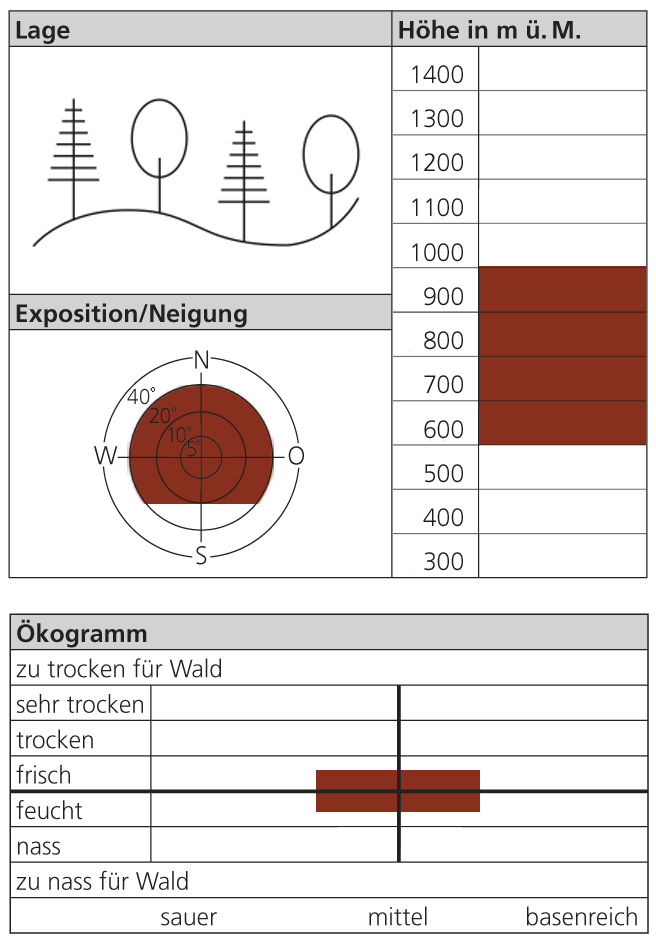 Lage
Höhe in m ü. M.
1400
1300
1200
1100
1000
900
800
700
600
500
400
300
Exposition/Neigung
N
40°
20°
10°
5°
W
O
S
Ökogramm
zu trocken für Wald
sehr trocken
trocken
frisch
feucht
nass
zu nass für Wald
sauer mittel basenreich